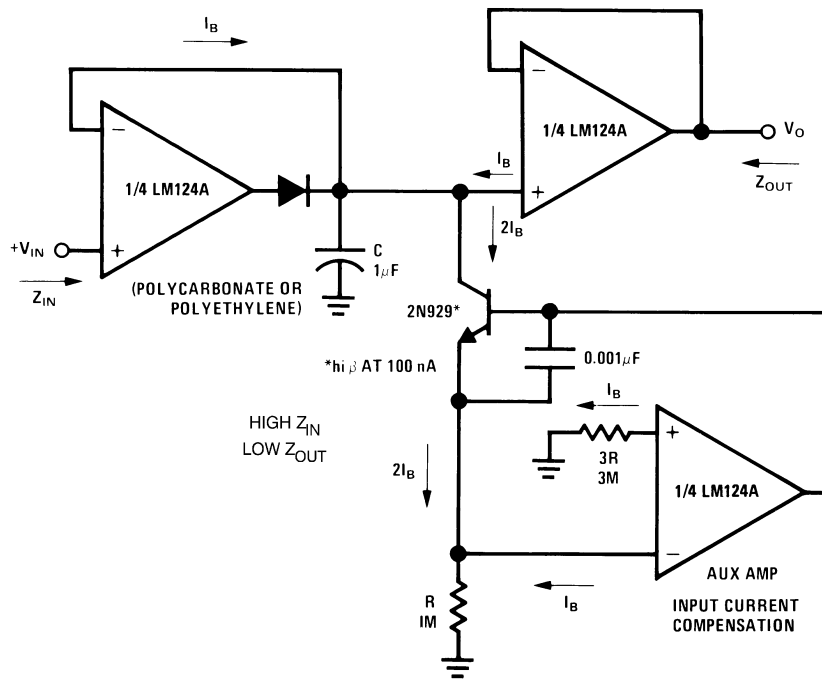 I_B
−
1/4 LM124A
+
+V_IN
Z_IN
C
1μF
(POLYCARBONATE OR
POLYETHYLENE)
−
1/4 LM124A
+
V_O
Z_OUT
I_B
2I_B
2N929*
*hi β AT 100 nA
0.001μF
HIGH Z_IN
LOW Z_OUT
I_B
3R
3M
+
1/4 LM124A
−
2I_B
I_B
AUX AMP
INPUT CURRENT
COMPENSATION
R
IM